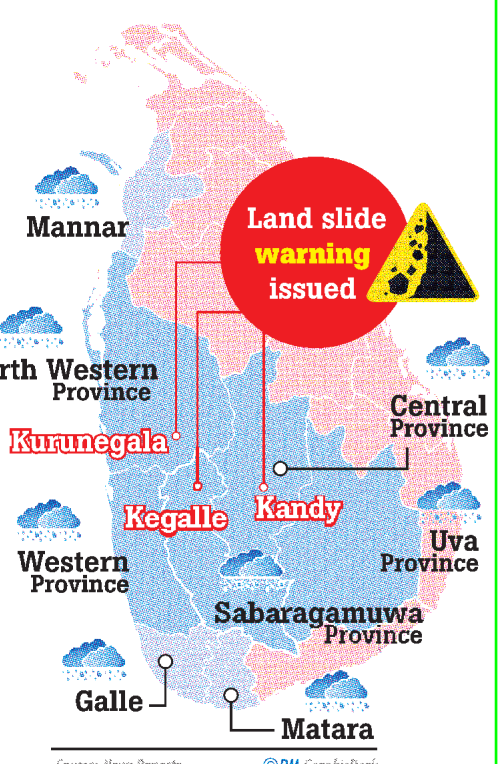 Land slide
warning
issued
Mannar
rth Western
Province
Central
Province
Kurunegala
Kegalle
Kandy
Western
Province
Uva
Province
Sabaragamuwa
Province
Galle
Matara
©DM